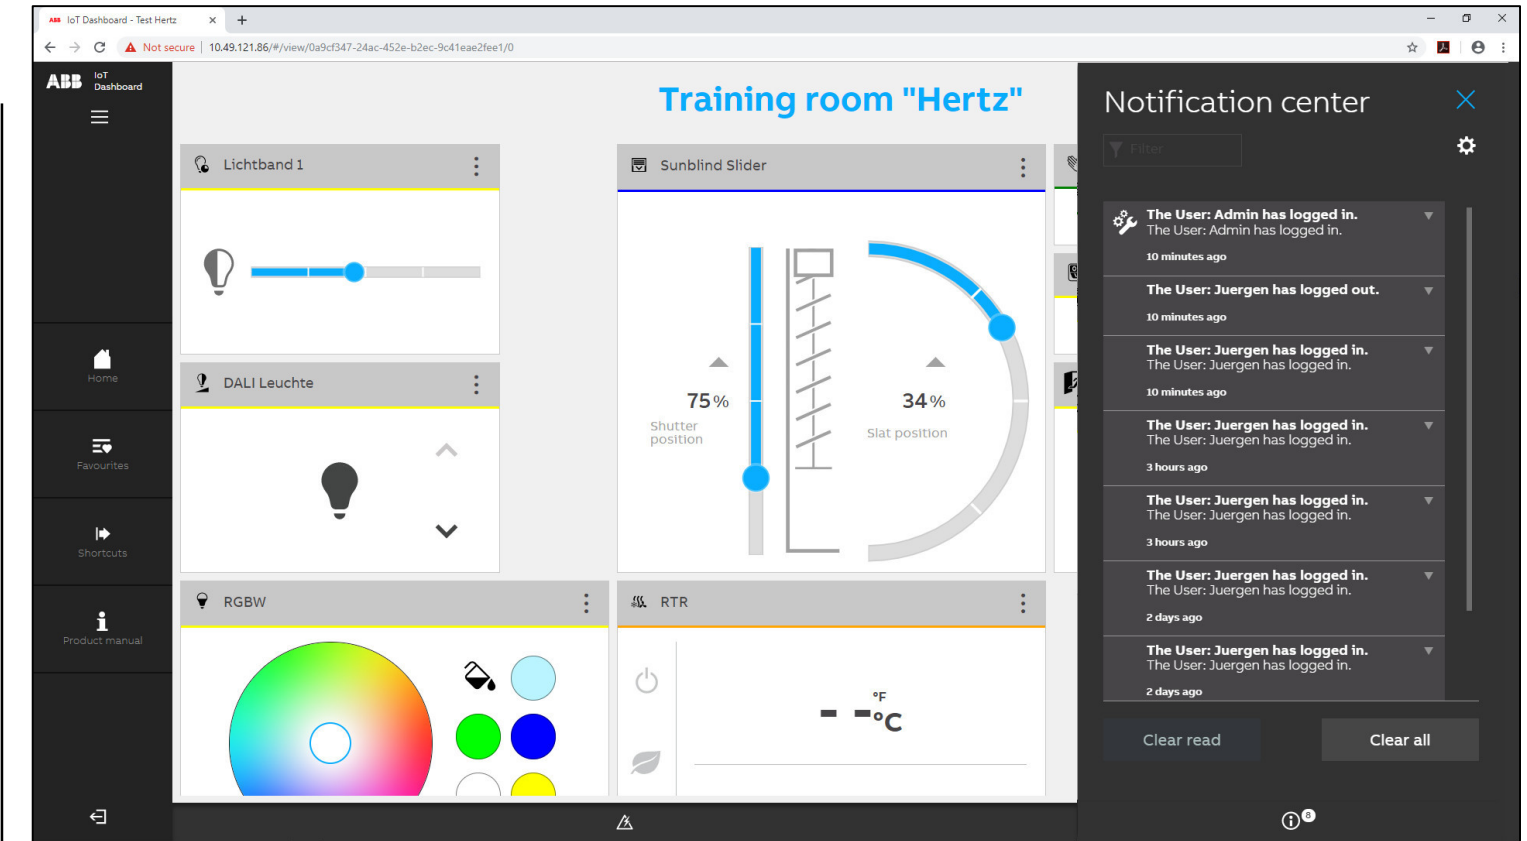 ABB IoT Dashboard - Test Hertz
Not secure | 10.49.121.86/#/view/0a9cf347-24ac-452e-b2ec-9c41eae2fee1/0
ABB IoT
Dashboard
Home
Favourites
Shortcuts
Product manual
Training room "Hertz"
Lichtband 1
Sunblind Slider
75%
Shutter
position
34%
Slat position
DALI Leuchte
RGBW
RTR
- -
°F
°C
Notification center
Filter
The User: Admin has logged in.
The User: Admin has logged in.
10 minutes ago
The User: Juergen has logged out.
10 minutes ago
The User: Juergen has logged in.
The User: Juergen has logged in.
10 minutes ago
The User: Juergen has logged in.
The User: Juergen has logged in.
3 hours ago
The User: Juergen has logged in.
The User: Juergen has logged in.
3 hours ago
The User: Juergen has logged in.
The User: Juergen has logged in.
2 days ago
The User: Juergen has logged in.
The User: Juergen has logged in.
2 days ago
Clear read
Clear all
8